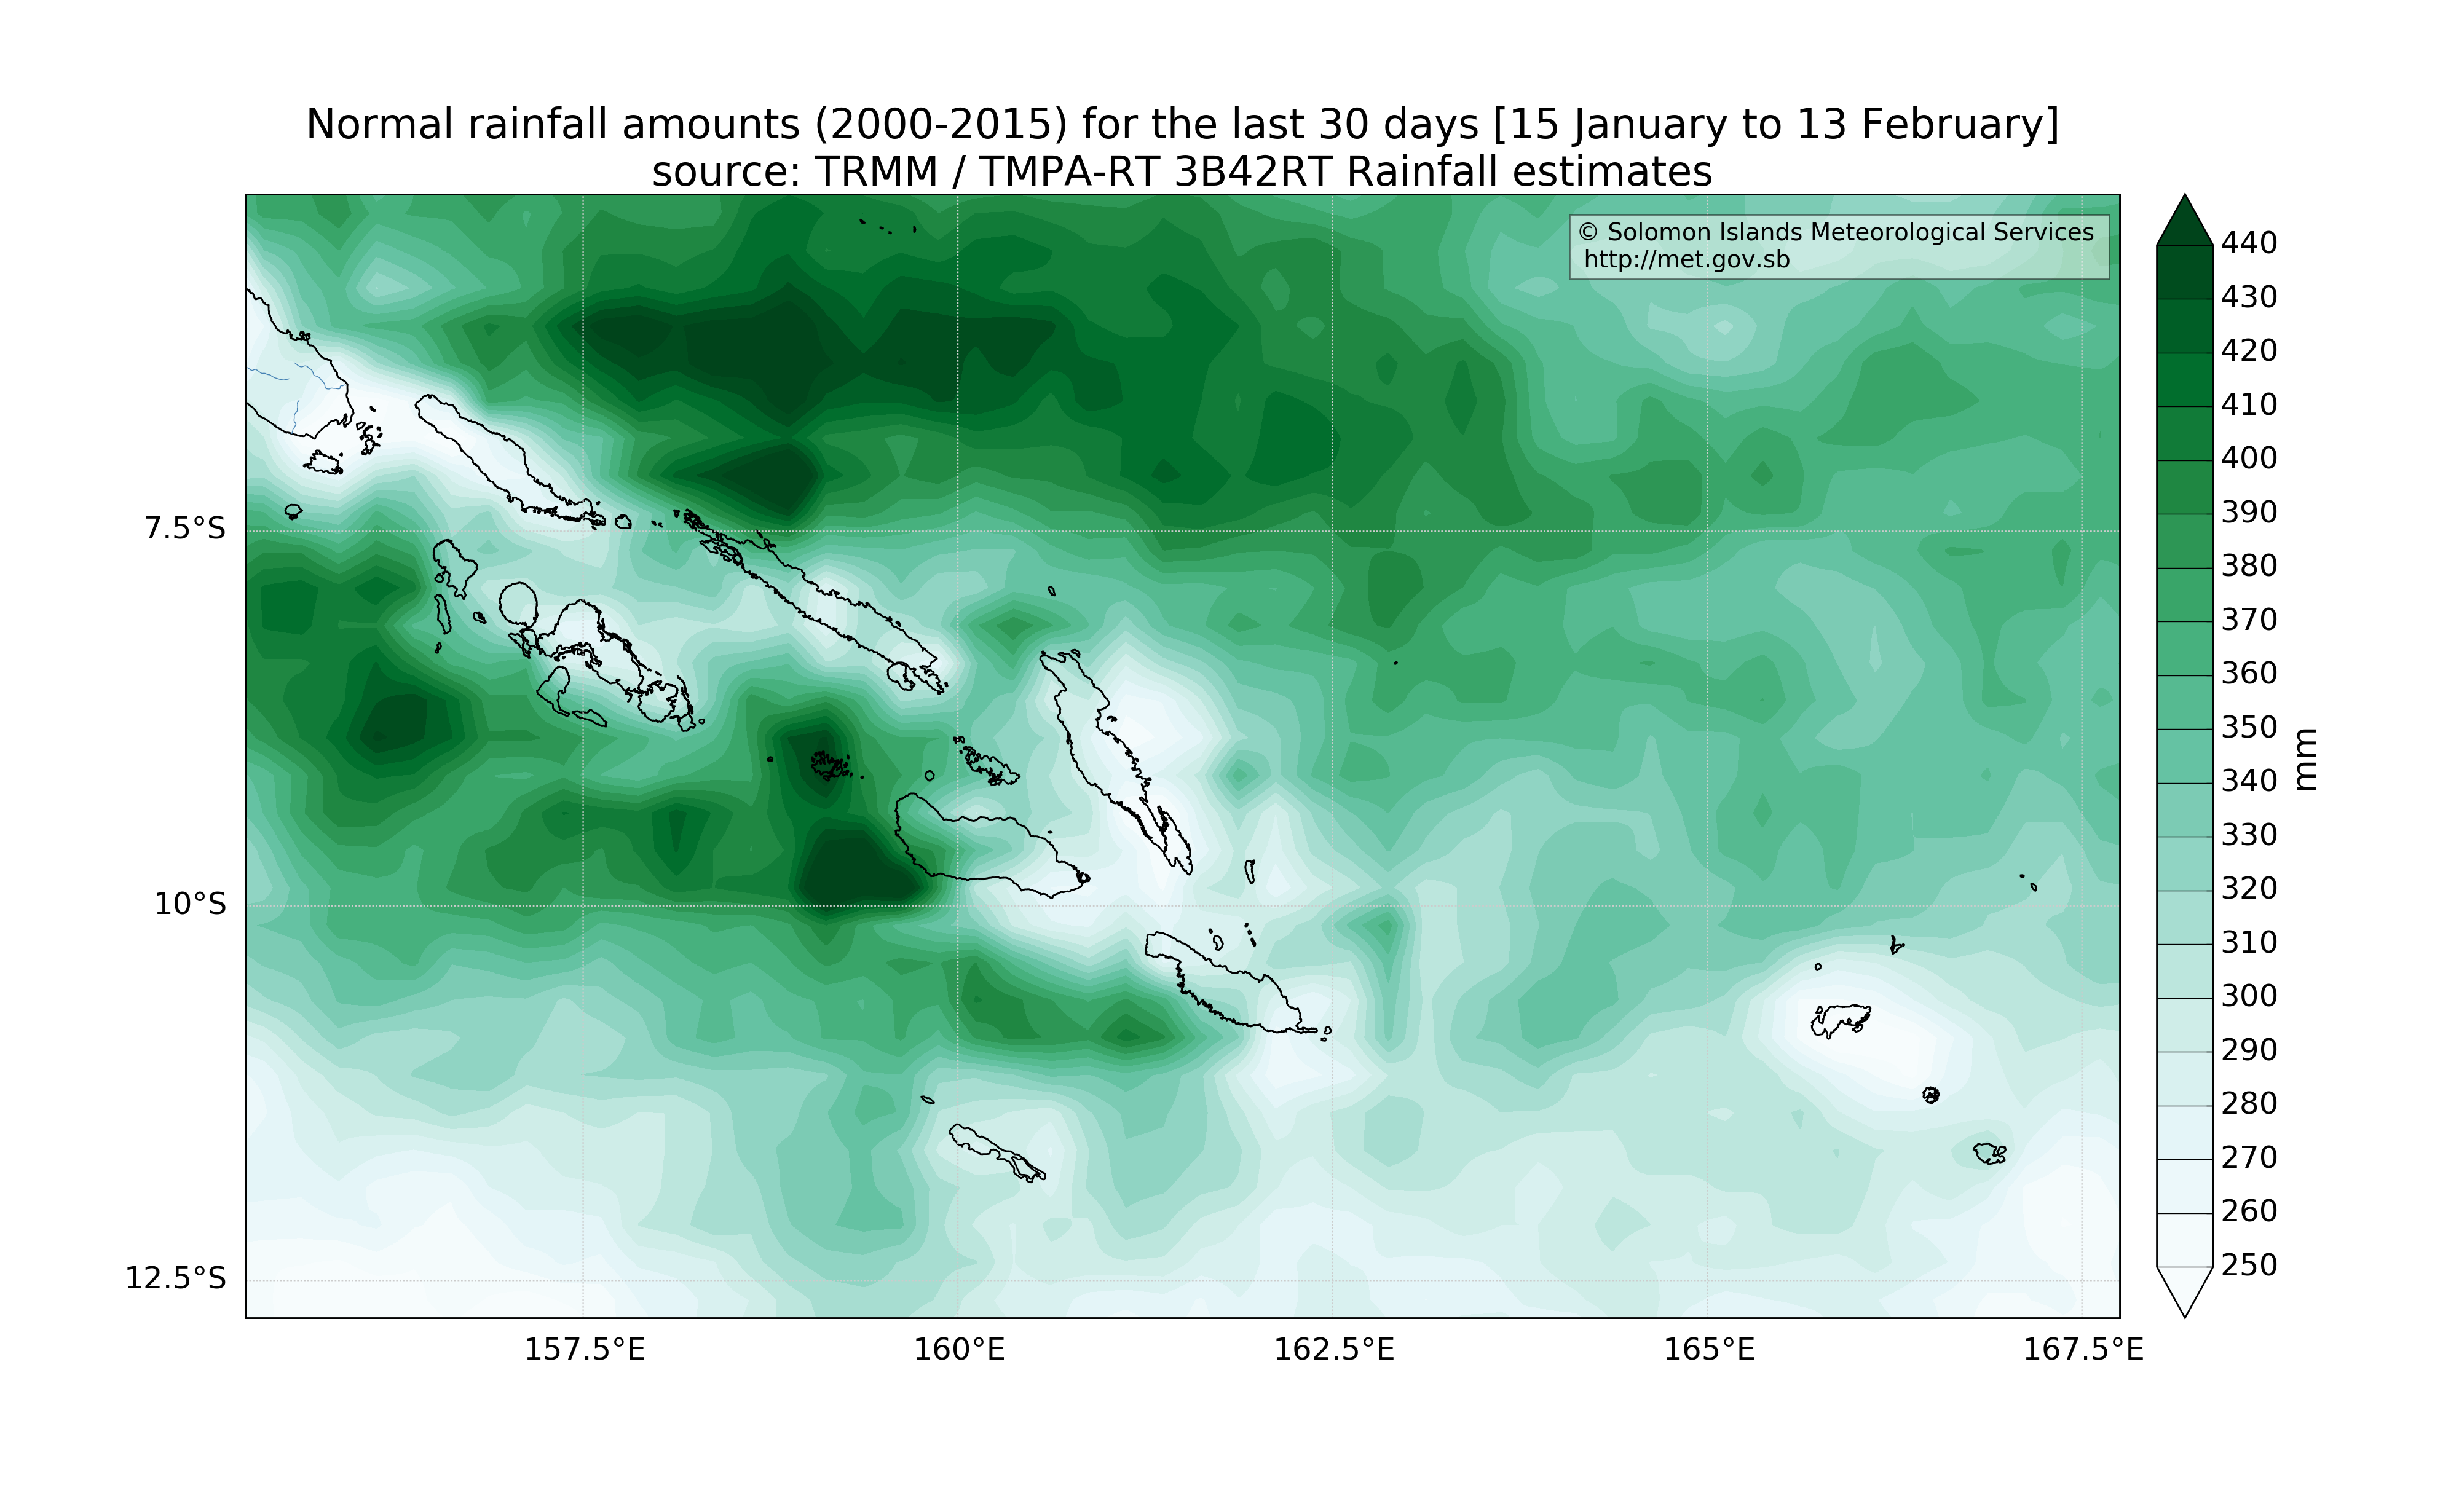 Normal rainfall amounts (2000-2015) for the last 30 days [15 January to 13 February]
source: TRMM / TMPA-RT 3B42RT Rainfall estimates
© Solomon Islands Meteorological Services
http://met.gov.sb
440
430
420
410
400
390
380
370
360
350
340
330
320
310
300
290
280
270
260
250
mm
7.5°S
10°S
12.5°S
157.5°E
160°E
162.5°E
165°E
167.5°E